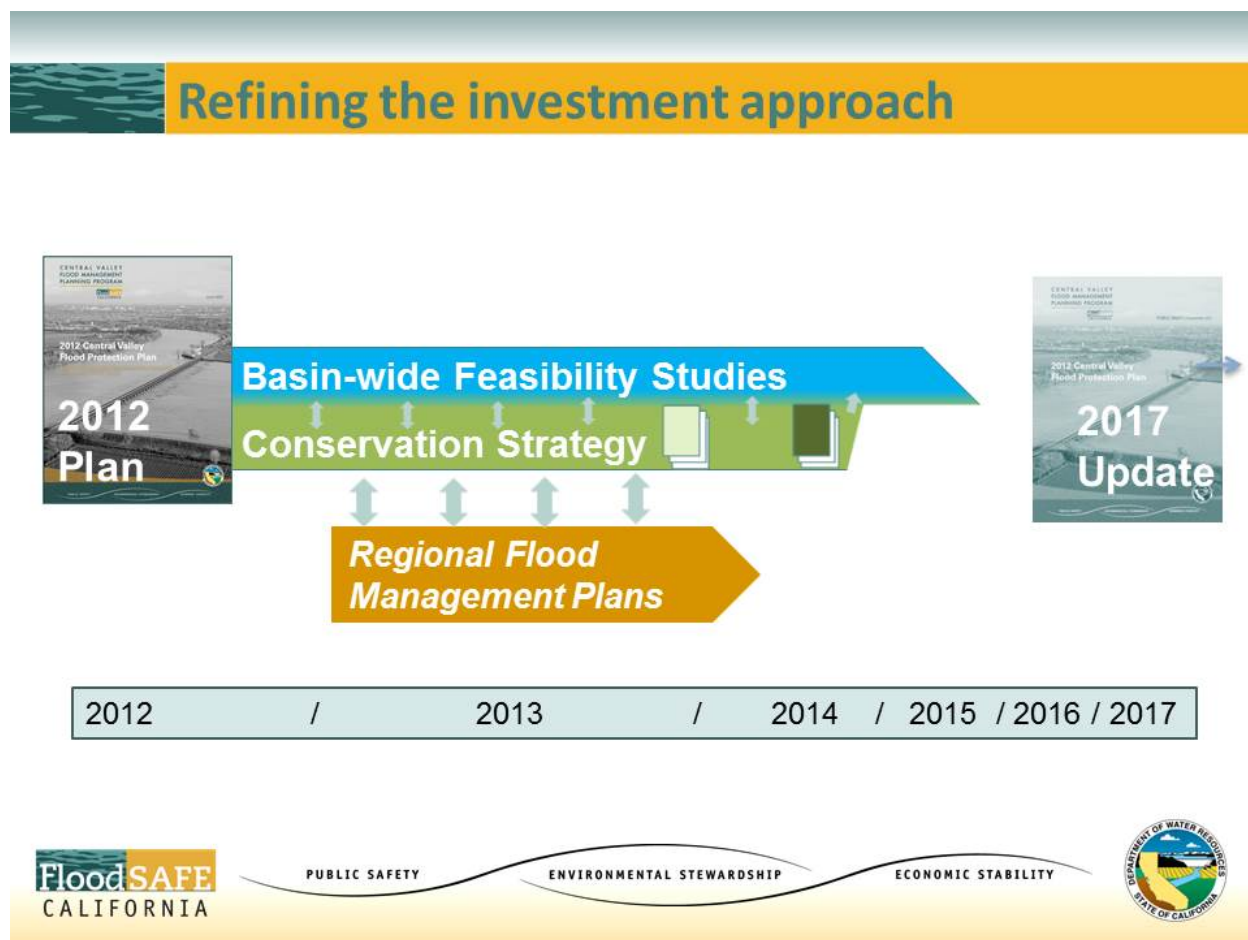 Refining the investment approach
CENTRAL VALLEY
FLOOD MANAGEMENT
PLANNING PROGRAM
2012 Central Valley
Flood Protection Plan
2012
Plan
Basin-wide Feasibility Studies
Conservation Strategy
Regional Flood
Management Plans
CENTRAL VALLEY
FLOOD MANAGEMENT
PLANNING PROGRAM
2012 Central Valley
Flood Protection Plan
2017
Update
2012 / 2013 / 2014 / 2015 / 2016 / 2017
FloodSAFE
CALIFORNIA
PUBLIC SAFETY ENVIRONMENTAL STEWARDSHIP ECONOMIC STABILITY
DEPARTMENT OF WATER RESOURCES
STATE OF CALIFORNIA